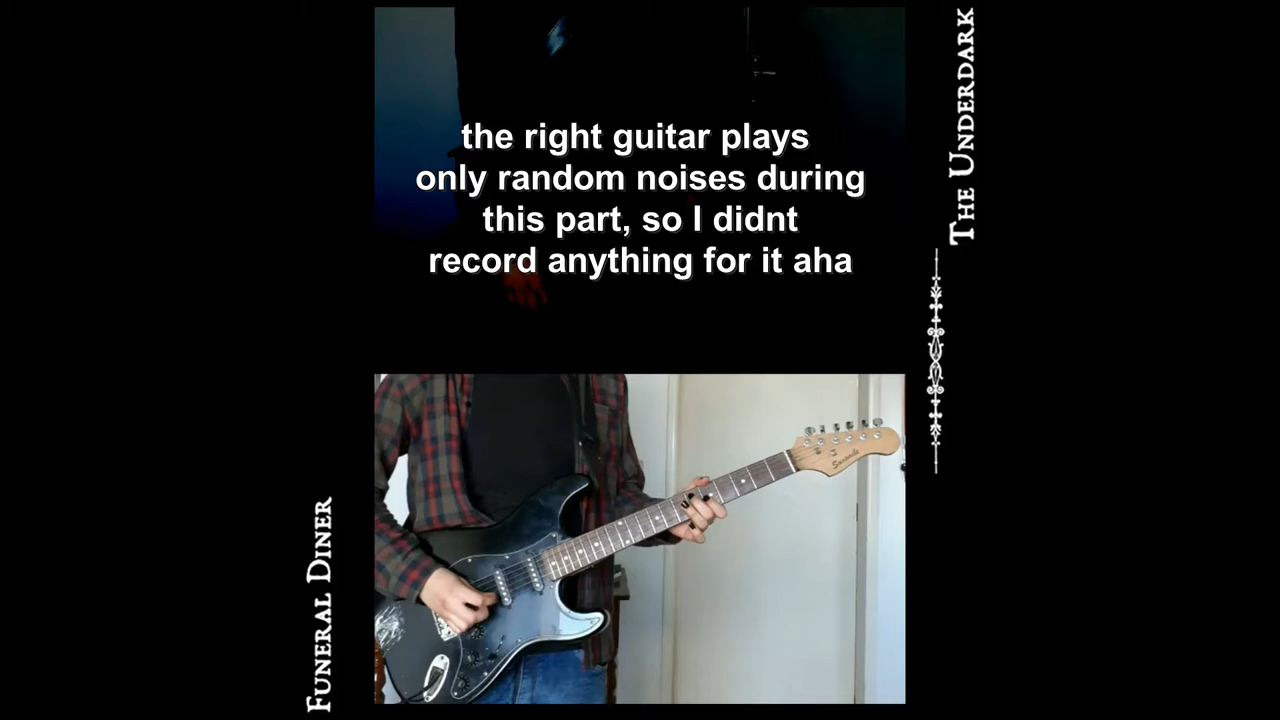 the right guitar plays
only random noises during
this part, so I didnt
record anything for it aha
THE UNDERDARK
FUNERAL DINER